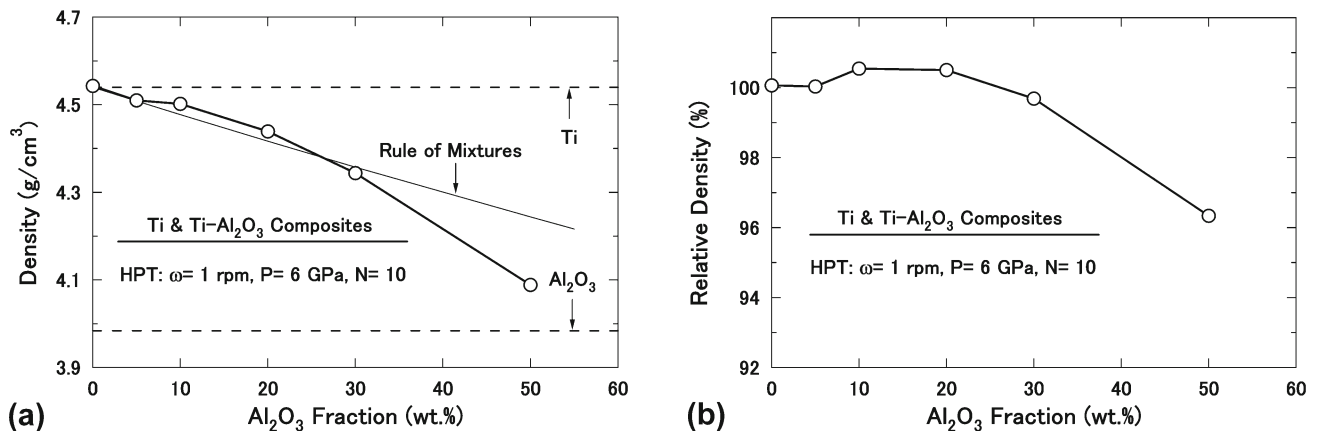 4.7
4.5
4.3
4.1
3.9
Density (g/cm³)
Ti
Rule of Mixtures
Ti & Ti-Al₂O₃ Composites
HPT: ω= 1 rpm, P= 6 GPa, N= 10
Al₂O₃
0 10 20 30 40 50 60
(a) Al₂O₃ Fraction (wt.%)
100
98
96
94
92
Relative Density (%)
Ti & Ti-Al₂O₃ Composites
HPT: ω= 1 rpm, P= 6 GPa, N= 10
0 10 20 30 40 50 60
(b) Al₂O₃ Fraction (wt.%)